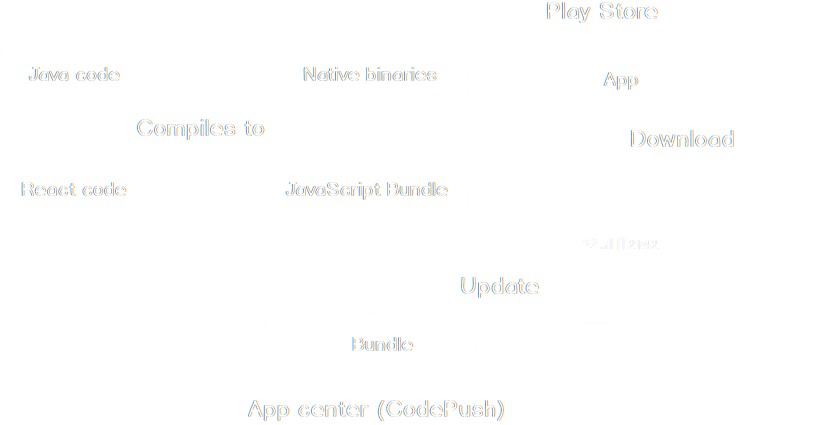 Play Store
Java code
Native binaries
App
Compiles to
Download
React code
JavaScript Bundle
Update
Bundle
App center (CodePush)